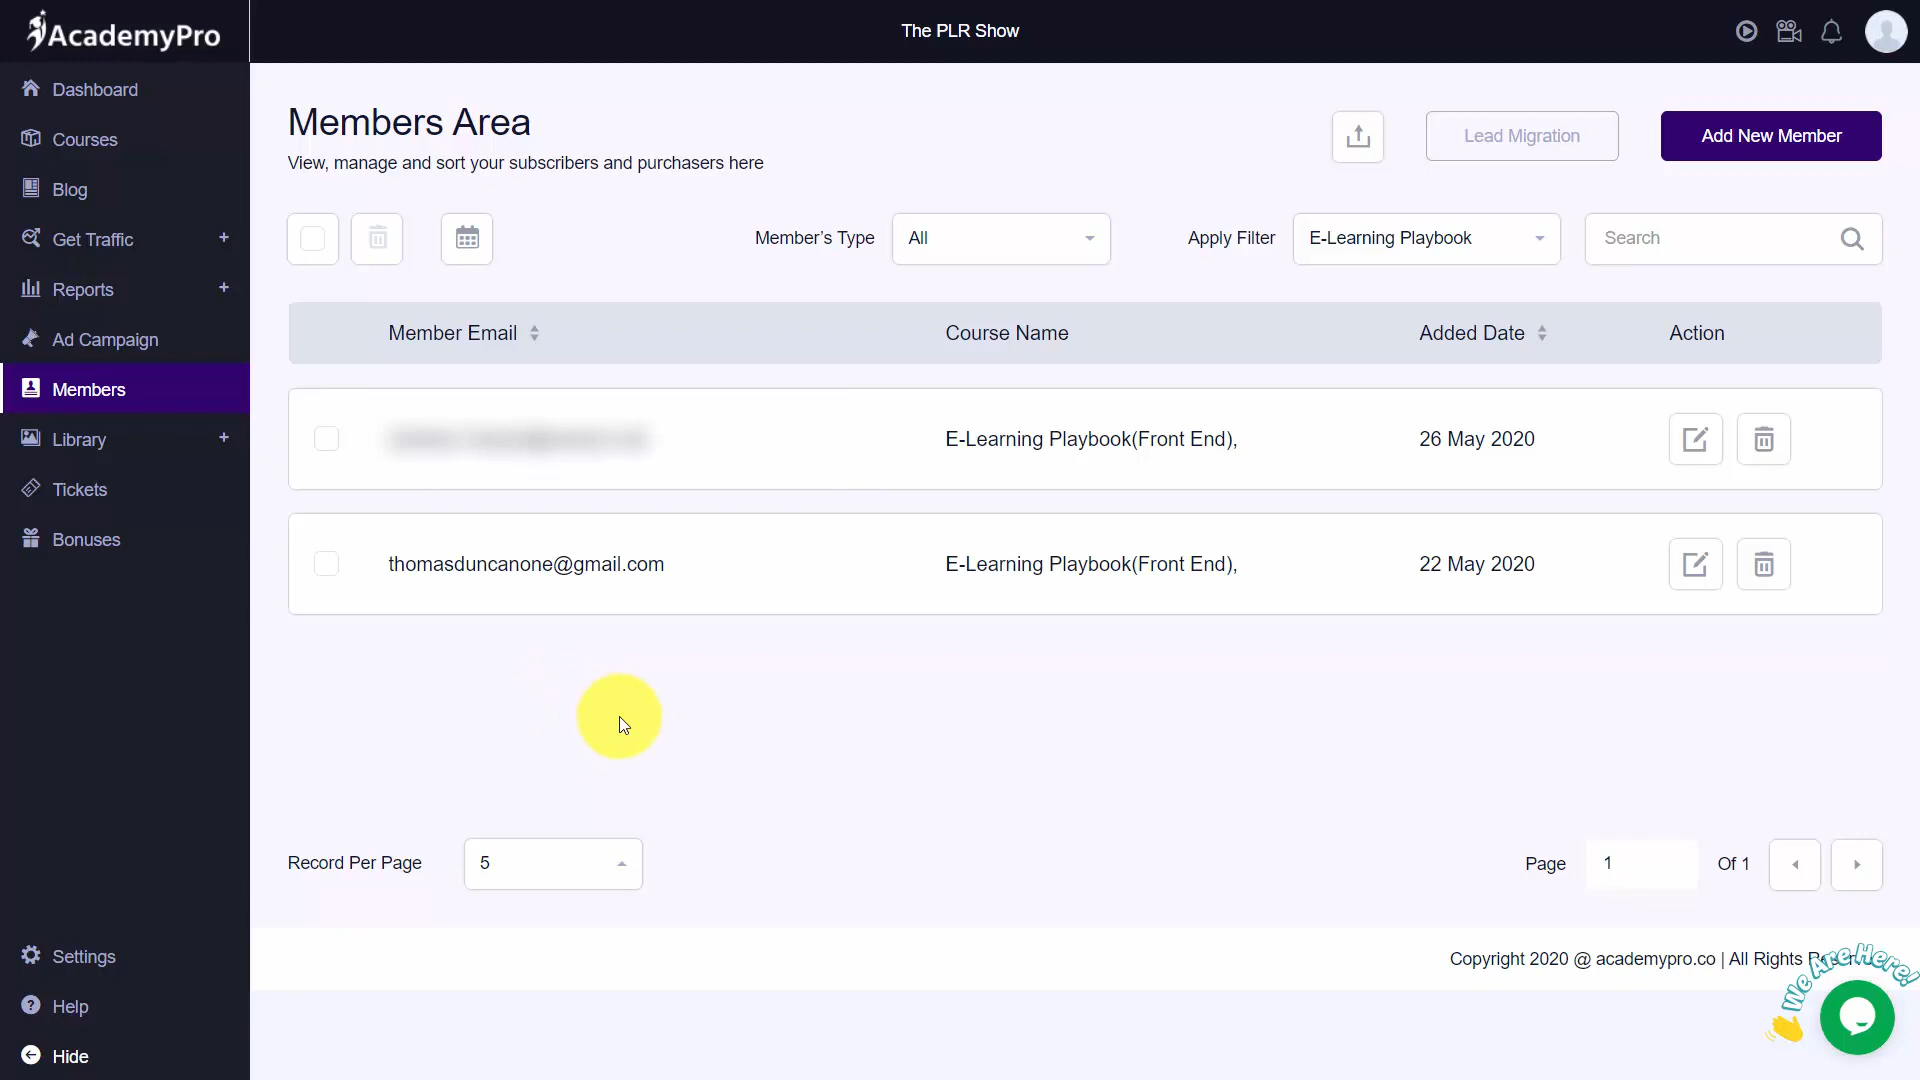 AcademyPro
The PLR Show
Dashboard
Courses
Blog
Get Traffic +
Reports +
Ad Campaign
Members
Library +
Tickets
Bonuses
Settings
Help
Hide
Members Area
View, manage and sort your subscribers and purchasers here
Lead Migration
Add New Member
Member's Type All
Apply Filter E-Learning Playbook
Search
Member Email Course Name Added Date Action
E-Learning Playbook(Front End), 26 May 2020
thomasduncanone@gmail.com E-Learning Playbook(Front End), 22 May 2020
Record Per Page 5
Page 1 Of 1
Copyright 2020 @ academypro.co | All Rights
We Are Here!